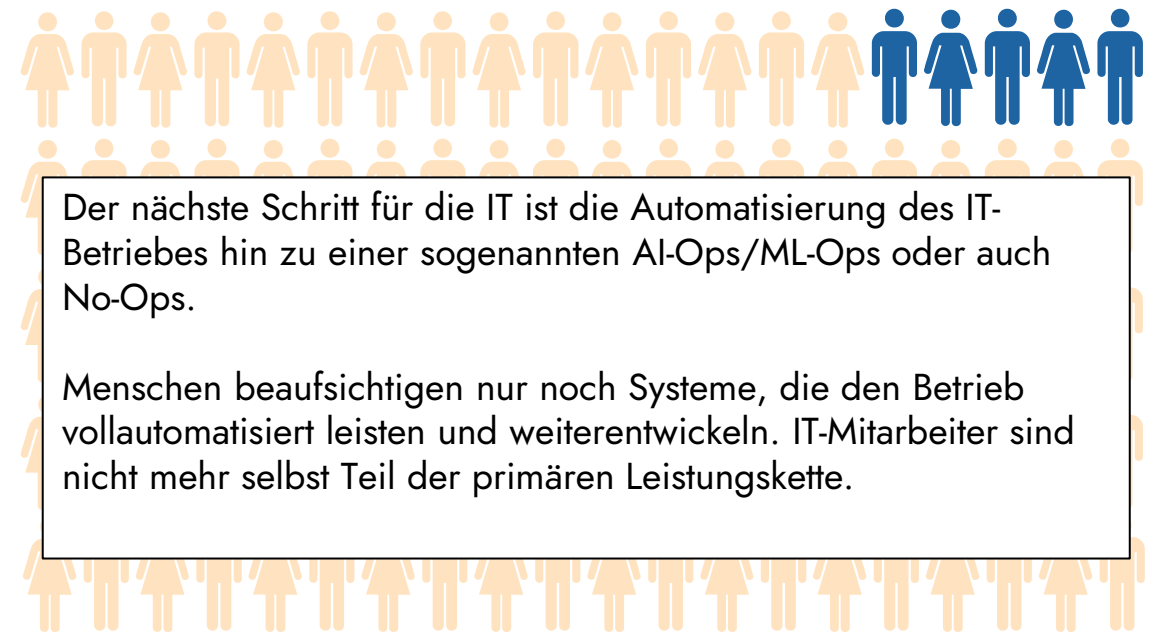 Der nächste Schritt für die IT ist die Automatisierung des IT-
Betriebes hin zu einer sogenannten AI-Ops/ML-Ops oder auch
No-Ops.
Menschen beaufsichtigen nur noch Systeme, die den Betrieb
vollautomatisiert leisten und weiterentwickeln. IT-Mitarbeiter sind
nicht mehr selbst Teil der primären Leistungskette.